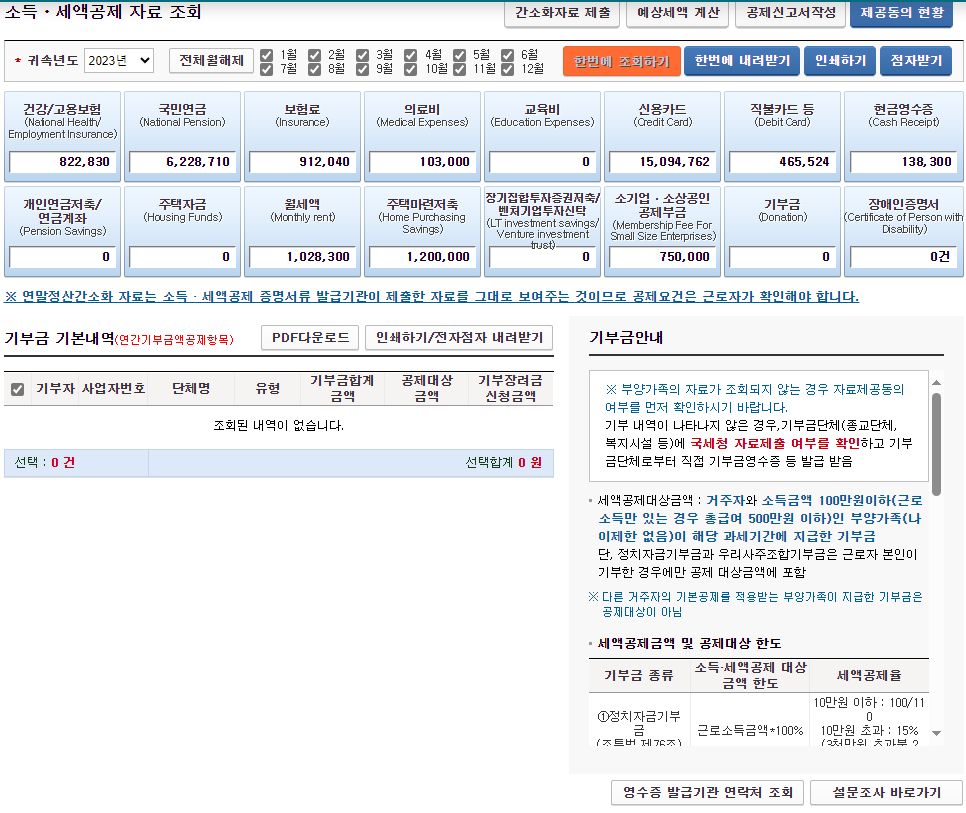 소득 · 세액공제 자료 조회
간소화자료 제출
예상세액 계산
공제신고서작성
제공동의 현황
* 귀속년도
2023년
전체월해제
1월 2월 3월 4월 5월 6월
7월 8월 9월 10월 11월 12월
한번에 조회하기
한번에 내려받기
인쇄하기
점자받기
건강/고용보험
(National Health/
Employment Insurance)
822,830
국민연금
(National Pension)
6,228,710
보험료
(Insurance)
912,040
의료비
(Medical Expenses)
103,000
교육비
(Education Expenses)
0
신용카드
(Credit Card)
15,094,762
직불카드 등
(Debit Card)
465,524
현금영수증
(Cash Receipt)
138,300
개인연금저축/
연금계좌
(Pension Savings)
0
주택자금
(Housing Funds)
0
월세액
(Monthly rent)
1,028,300
주택마련저축
(Home Purchasing
Savings)
1,200,000
장기집합투자증권저축/
벤처기업투자신탁
(LT investment savings/
Venture investment
trust)
0
소기업 · 소상공인
공제부금
(Membership Fee For
Small Size Enterprises)
750,000
기부금
(Donation)
0
장애인증명서
(Certificate of Person with
Disability)
0건
※ 연말정산간소화 자료는 소득 · 세액공제 증명서류 발급기관이 제출한 자료를 그대로 보여주는 것이므로 공제요건은 근로자가 확인해야 합니다.
기부금 기본내역(연간기부금액공제항목)
PDF다운로드
인쇄하기/전자점자 내려받기
기부자 사업자번호 단체명 유형 기부금합계 금액 공제대상 금액 기부장려금 신청금액
조회된 내역이 없습니다.
선택 : 0 건
선택합계 0 원
기부금안내
※ 부양가족의 자료가 조회되지 않는 경우 자료제공동의
여부를 먼저 확인하시기 바랍니다.
기부 내역이 나타나지 않은 경우,기부금단체(종교단체,
복지시설 등)에 국세청 자료제출 여부를 확인하고 기부
금단체로부터 직접 기부금영수증 등 발급 받음
세액공제대상금액 : 거주자와 소득금액 100만원이하(근로
소득만 있는 경우 총급여 500만원 이하)인 부양가족(나
이제한 없음)이 해당 과세기간에 지급한 기부금
단, 정치자금기부금과 우리사주조합기부금은 근로자 본인이
기부한 경우에만 공제 대상금액에 포함
※ 다른 거주자의 기본공제를 적용받는 부양가족이 지급한 기부금은
공제대상이 아님
세액공제금액 및 공제대상 한도
기부금 종류
소득·세액공제 대상
금액 한도
세액공제율
①정치자금기부
금
(조특법 제76조)
근로소득금액*100%
10만원 이하 : 100/11
0
10만원 초과 : 15%
(3천만원 초과분 2
영수증 발급기관 연락처 조회
설문조사 바로가기